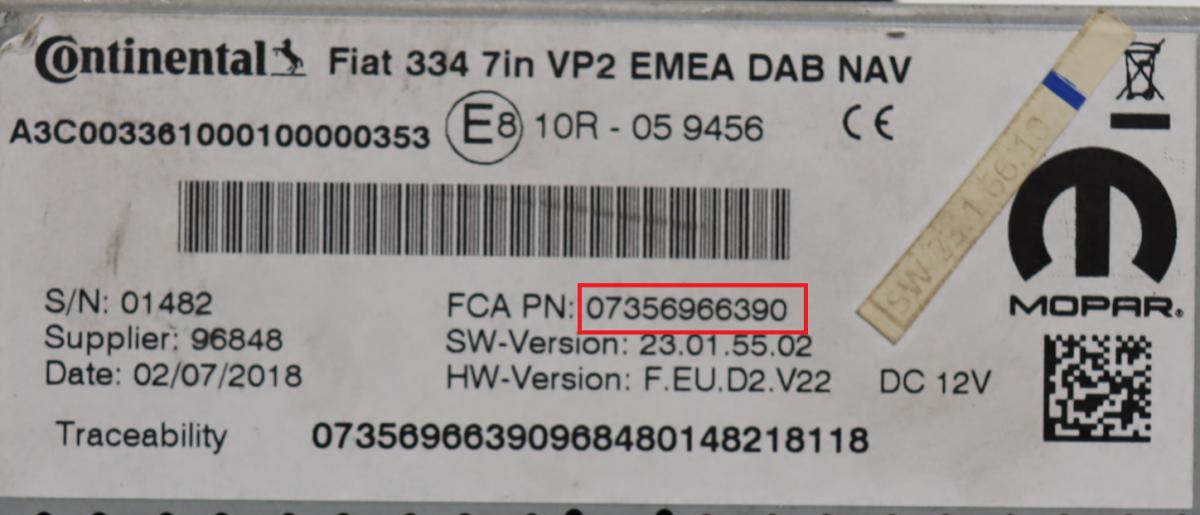 Continental Fiat 334 7in VP2 EMEA DAB NAV
A3C003361000100000353 E8 10R - 05 9456 CE
S/N: 01482 FCA PN: 07356966390
Supplier: 96848 SW-Version: 23.01.55.02
Date: 02/07/2018 HW-Version: F.EU.D2.V22 DC 12V
Traceability 07356966390968480148218118
MOPAR®
SW